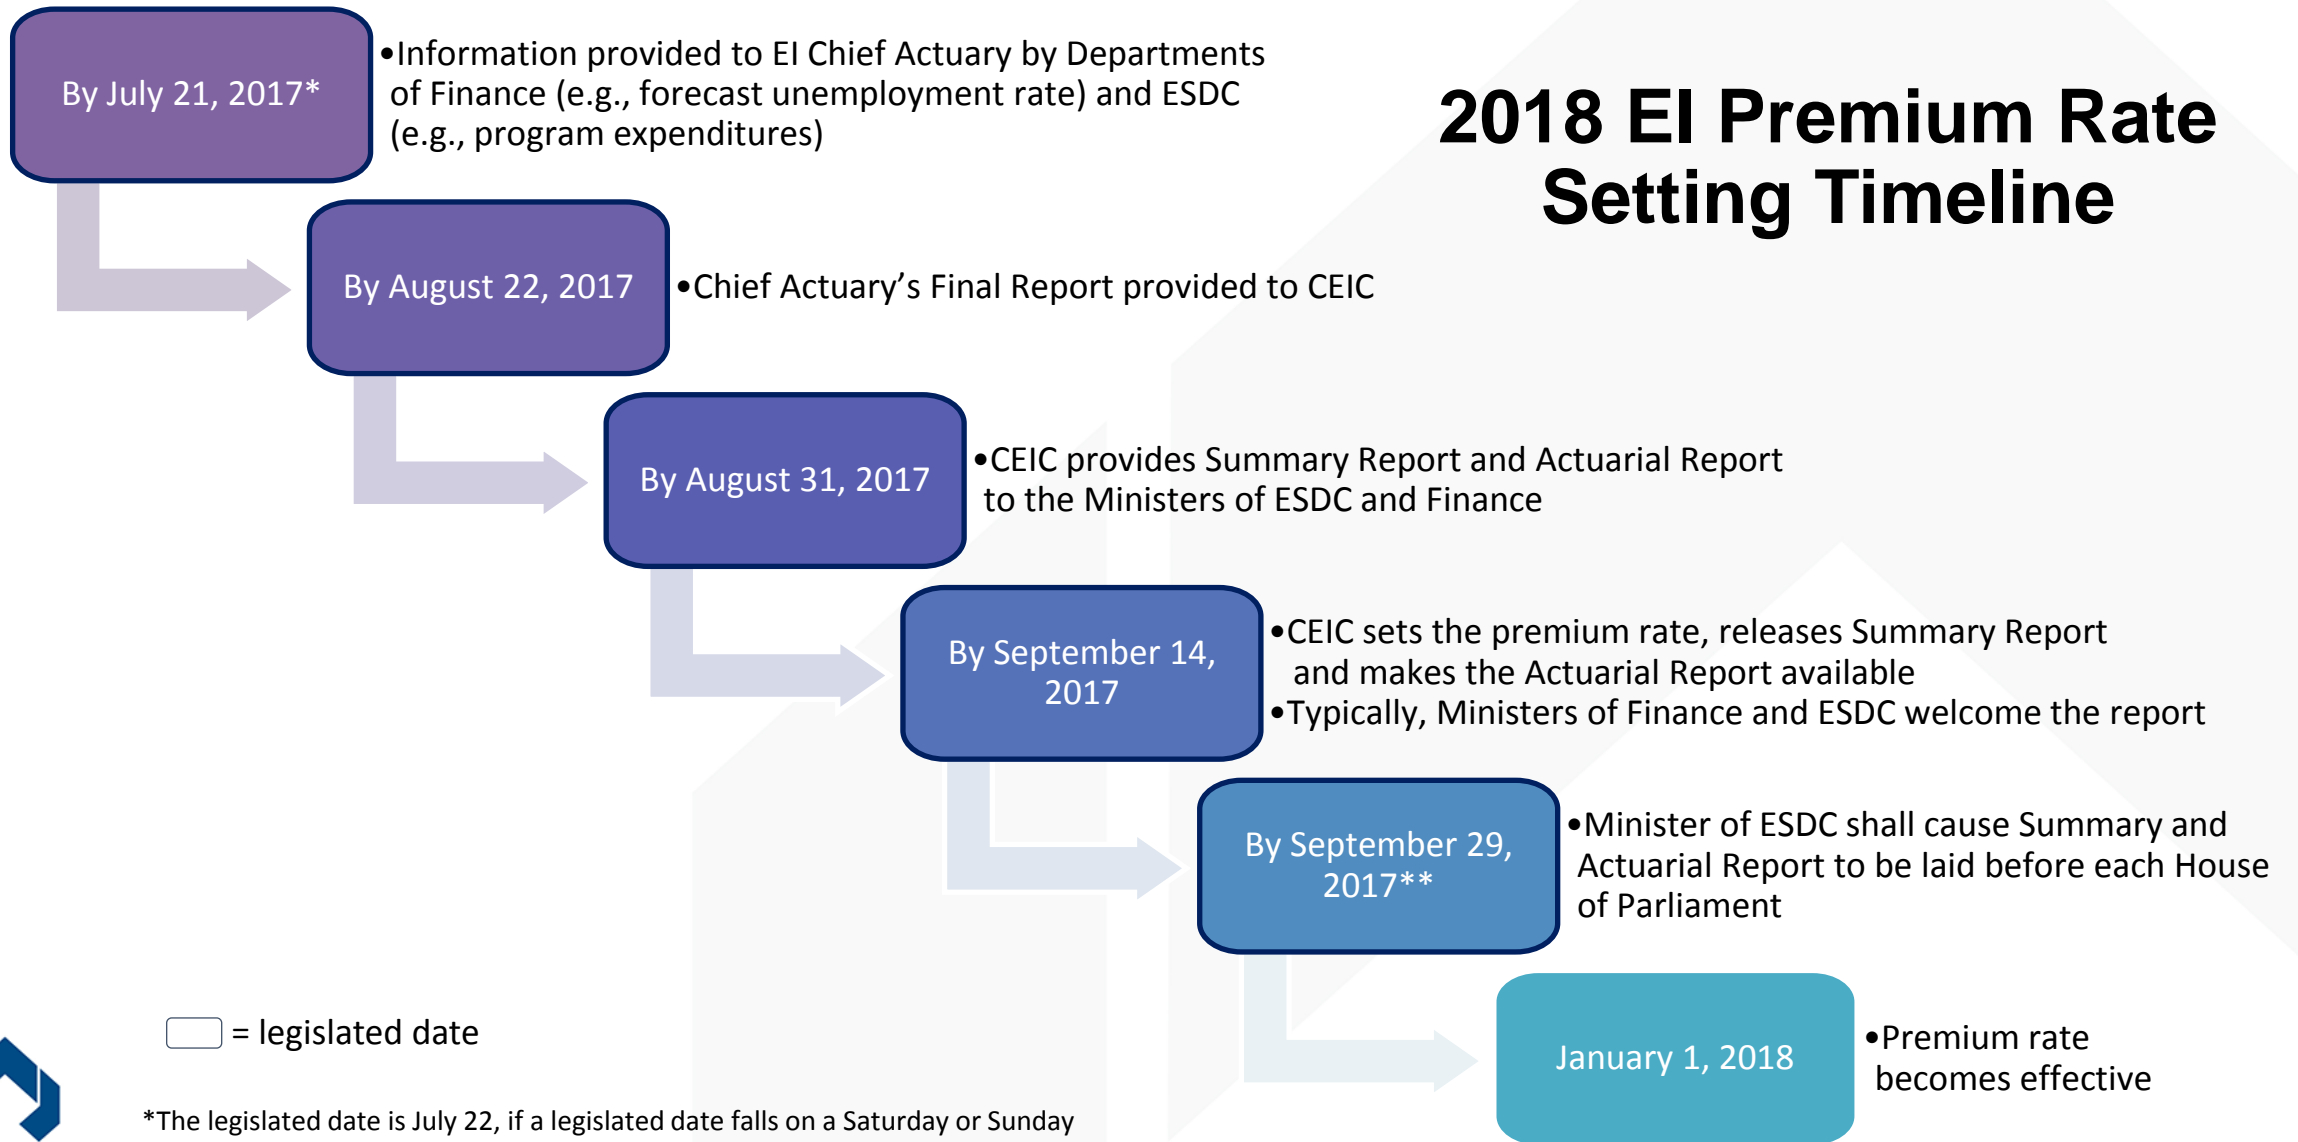 2018 EI Premium Rate
Setting Timeline
By July 21, 2017*
•Information provided to EI Chief Actuary by Departments
of Finance (e.g., forecast unemployment rate) and ESDC
(e.g., program expenditures)
By August 22, 2017
•Chief Actuary’s Final Report provided to CEIC
By August 31, 2017
•CEIC provides Summary Report and Actuarial Report
to the Ministers of ESDC and Finance
By September 14,
2017
•CEIC sets the premium rate, releases Summary Report
and makes the Actuarial Report available
•Typically, Ministers of Finance and ESDC welcome the report
By September 29,
2017**
•Minister of ESDC shall cause Summary and
Actuarial Report to be laid before each House
of Parliament
January 1, 2018
•Premium rate
becomes effective
= legislated date
*The legislated date is July 22, if a legislated date falls on a Saturday or Sunday